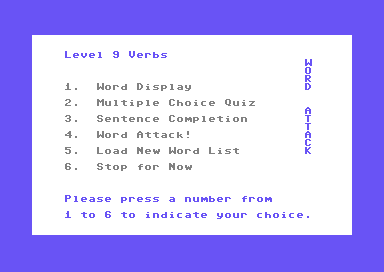 Level 9 Verbs
1. Word Display
2. Multiple Choice Quiz
3. Sentence Completion
4. Word Attack!
5. Load New Word List
6. Stop for Now
Please press a number from
1 to 6 to indicate your choice.
WORD ATTACK